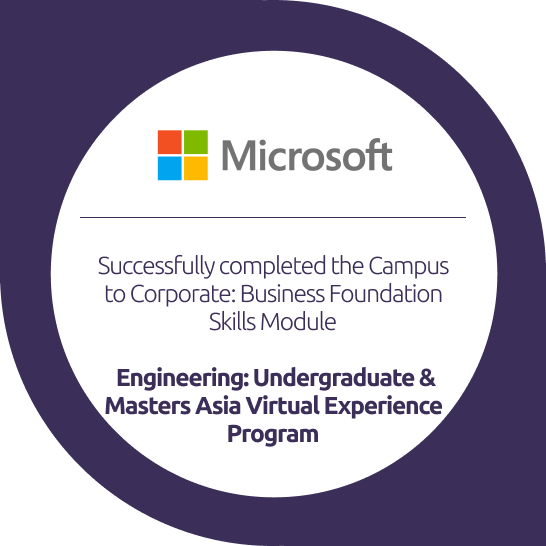 Microsoft
Successfully completed the Campus
to Corporate: Business Foundation
Skills Module
Engineering: Undergraduate &
Masters Asia Virtual Experience
Program